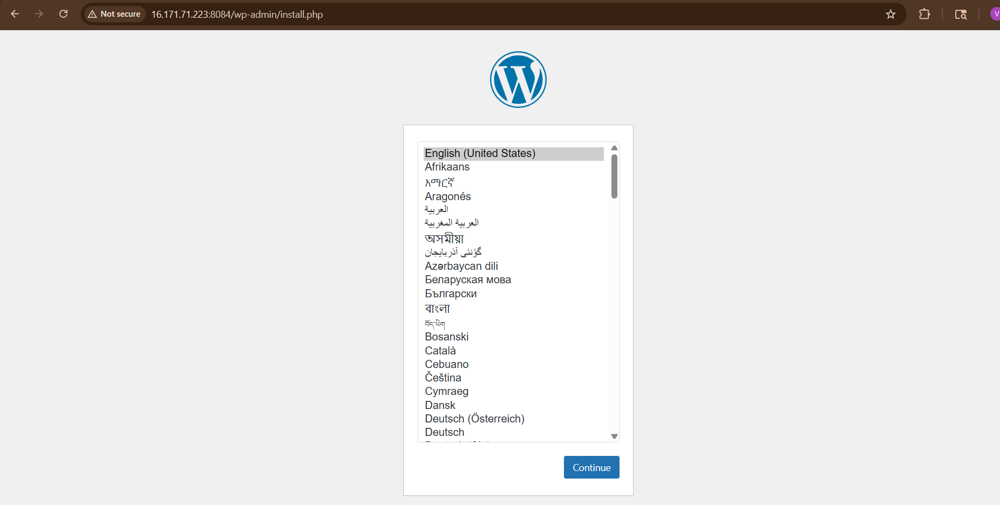 Not secure
16.171.71.223:8084/wp-admin/install.php
V
English (United States)
Afrikaans
አማርኛ
Aragonés
العربية
العربية المغربية
অসমীয়া
گؤنئی آذربایجان
Azərbaycan dili
Беларуская мова
Български
বাংলা
བོད་ཡིག
Bosanski
Català
Cebuano
Čeština
Cymraeg
Dansk
Deutsch (Österreich)
Deutsch
Continue